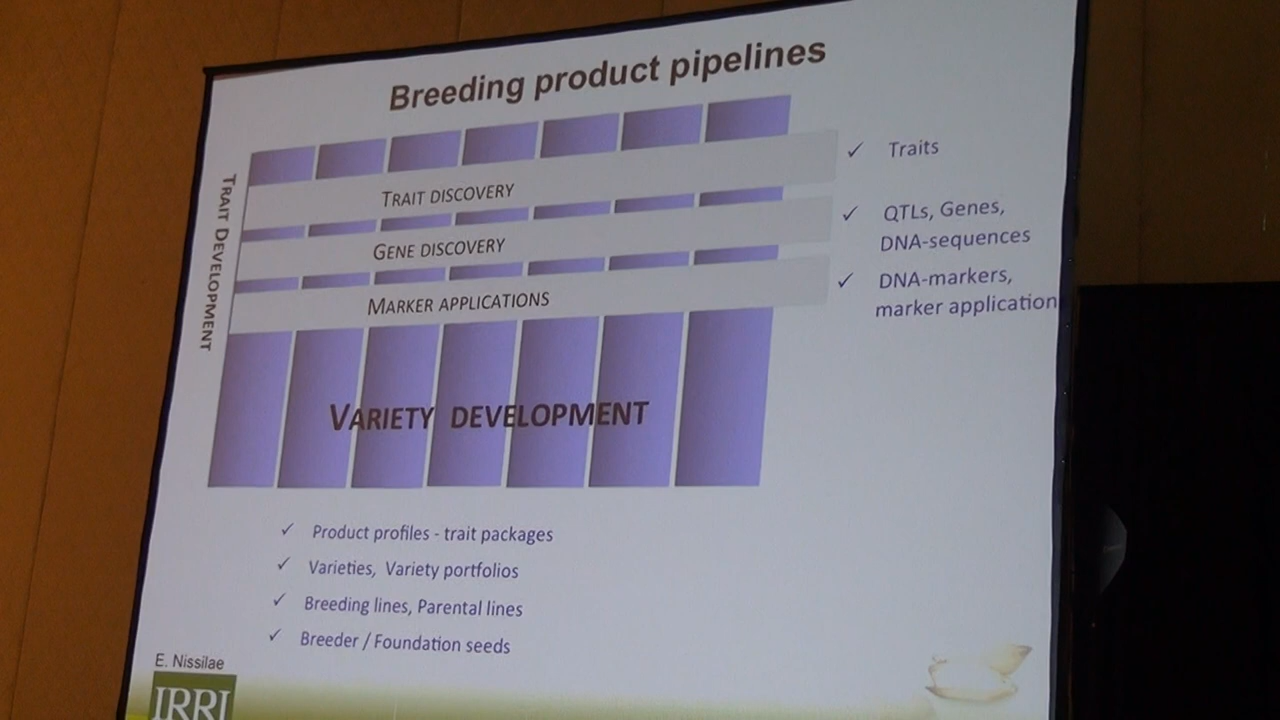 Breeding product pipelines
TRAIT DEVELOPMENT
TRAIT DISCOVERY
✓ Traits
GENE DISCOVERY
✓ QTLs, Genes,
DNA-sequences
MARKER APPLICATIONS
✓ DNA-markers,
marker application
VARIETY DEVELOPMENT
✓ Product profiles - trait packages
✓ Varieties, Variety portfolios
✓ Breeding lines, Parental lines
✓ Breeder / Foundation seeds
E. Nissilae
IRRI